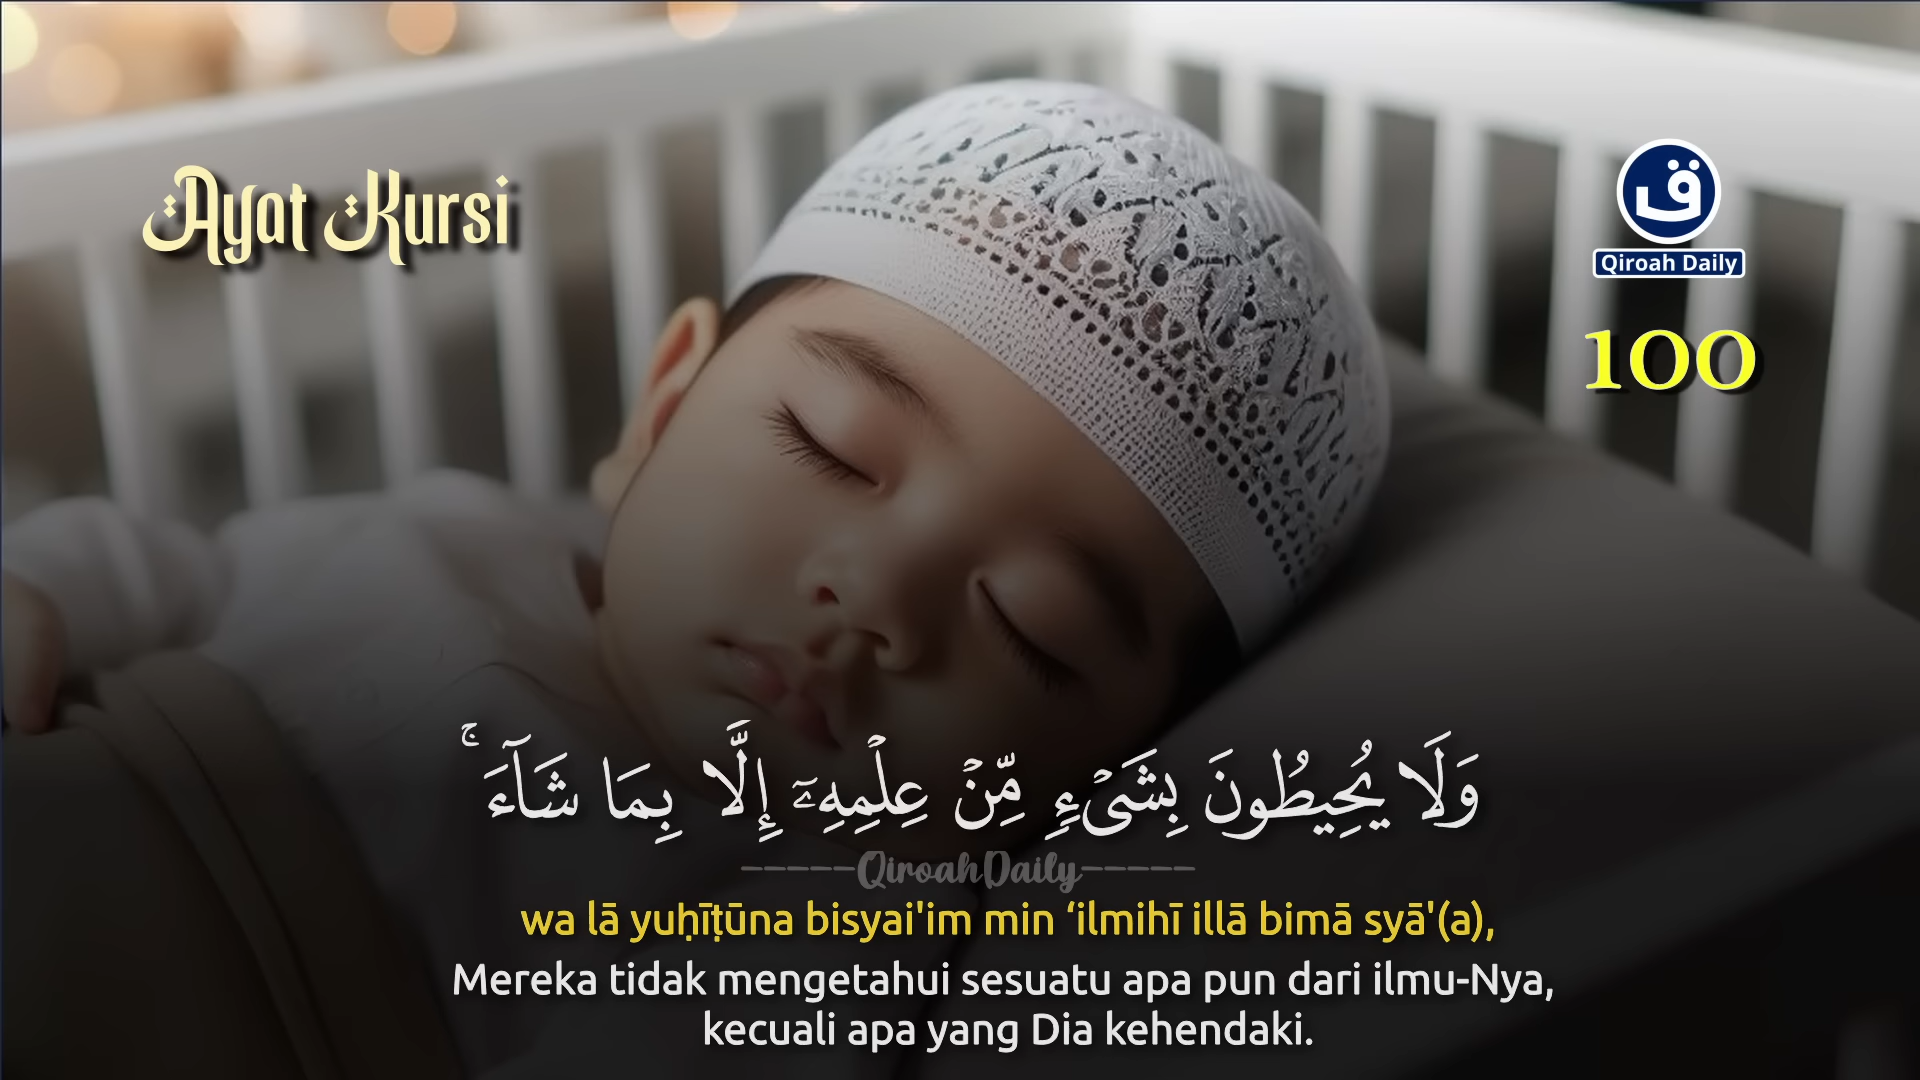 Ayat Kursi
ق
Qiroah Daily
100
وَلَا يُحِيطُونَ بِشَىْءٍ مِّنْ عِلْمِهِۦٓ إِلَّا بِمَا شَآءَ ۚ
-----QiroahDaily-----
wa lā yuḥīṭūna bisyai'im min ‘ilmihī illā bimā syā'(a),
Mereka tidak mengetahui sesuatu apa pun dari ilmu-Nya,
kecuali apa yang Dia kehendaki.